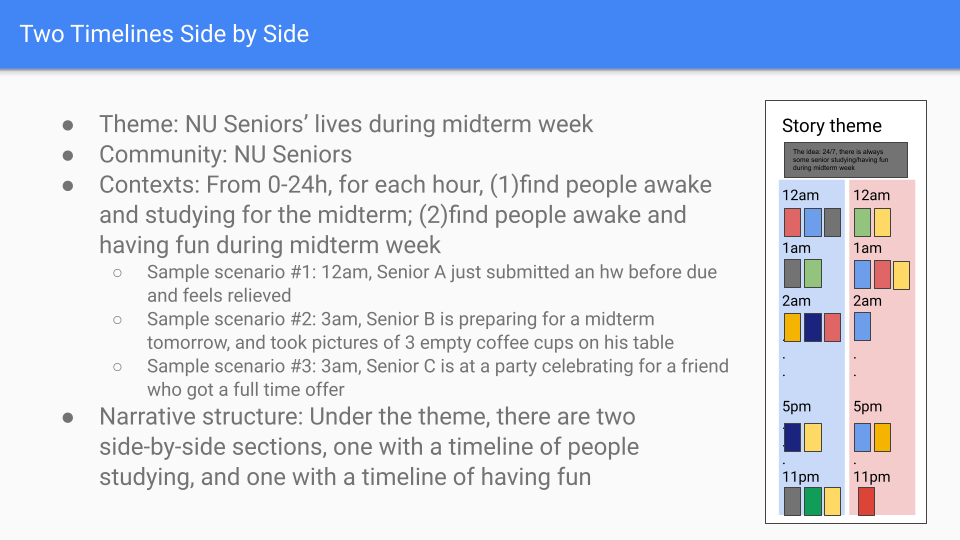 Two Timelines Side by Side
● Theme: NU Seniors’ lives during midterm week
● Community: NU Seniors
● Contexts: From 0-24h, for each hour, (1)find people awake
and studying for the midterm; (2)find people awake and
having fun during midterm week
○ Sample scenario #1: 12am, Senior A just submitted an hw before due
and feels relieved
○ Sample scenario #2: 3am, Senior B is preparing for a midterm
tomorrow, and took pictures of 3 empty coffee cups on his table
○ Sample scenario #3: 3am, Senior C is at a party celebrating for a friend
who got a full time offer
● Narrative structure: Under the theme, there are two
side-by-side sections, one with a timeline of people
studying, and one with a timeline of having fun
Story theme
The idea: 24/7, there is always
some senior studying/having fun
during midterm week
12am
1am
2am
.
.
.
5pm
.
.
.
11pm
12am
1am
2am
.
.
5pm
.
11pm